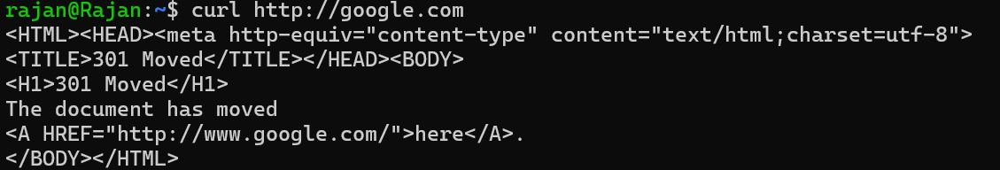 rajan@Rajan:~$ curl http://google.com
<HTML><HEAD><meta http-equiv="content-type" content="text/html;charset=utf-8">
<TITLE>301 Moved</TITLE></HEAD><BODY>
<H1>301 Moved</H1>
The document has moved
<A HREF="http://www.google.com/">here</A>.
</BODY></HTML>